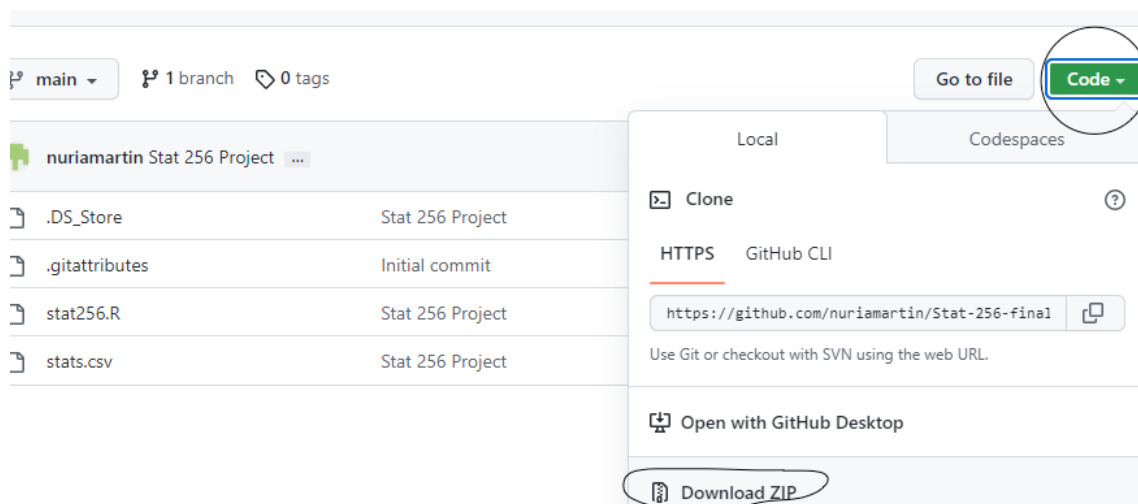 main 1 branch 0 tags Go to file Code
Local Codespaces
nuriamartin Stat 256 Project ...
Clone
.DS_Store Stat 256 Project
HTTPS GitHub CLI
.gitattributes Initial commit
stat256.R Stat 256 Project
https://github.com/nuriamartin/Stat-256-final
Use Git or checkout with SVN using the web URL.
stats.csv Stat 256 Project
Open with GitHub Desktop
Download ZIP